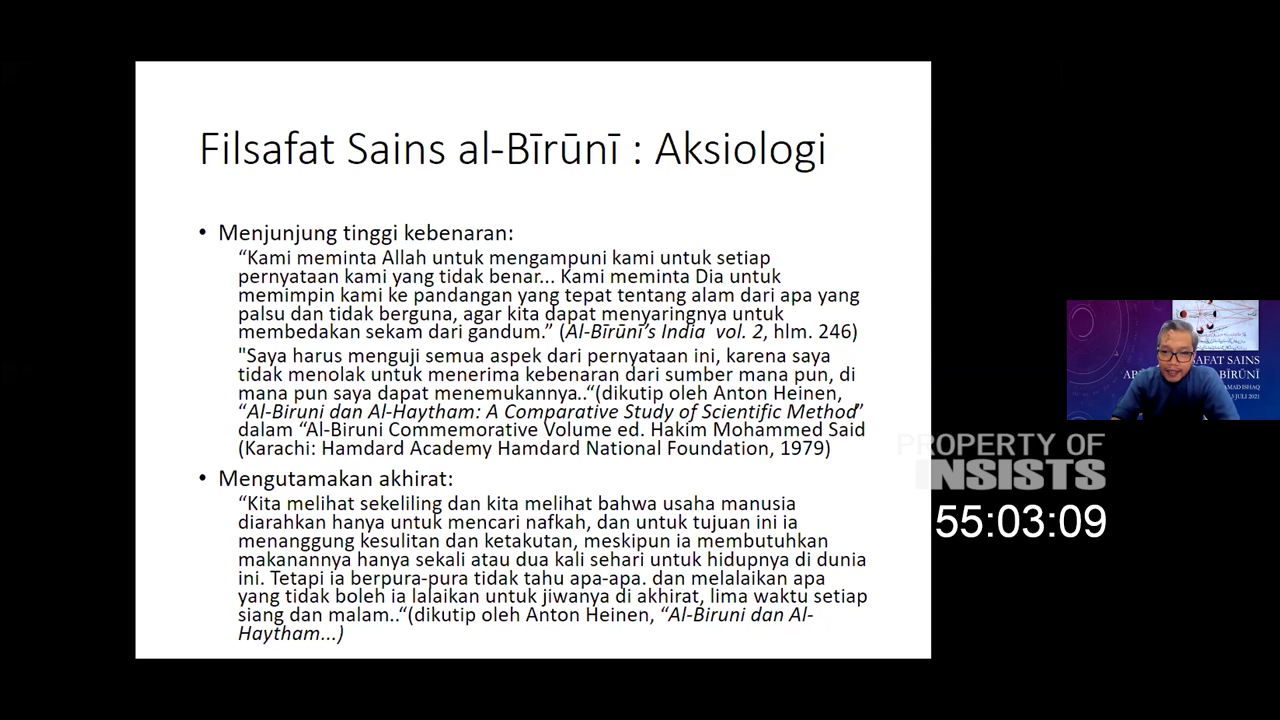 Filsafat Sains al-Bīrūnī : Aksiologi
• Menjunjung tinggi kebenaran:
“Kami meminta Allah untuk mengampuni kami untuk setiap
pernyataan kami yang tidak benar... Kami meminta Dia untuk
memimpin kami ke pandangan yang tepat tentang alam dari apa yang
palsu dan tidak berguna, agar kita dapat menyaringnya untuk
membedakan sekam dari gandum.” (Al-Bīrūnī’s India vol. 2, hlm. 246)
"Saya harus menguji semua aspek dari pernyataan ini, karena saya
tidak menolak untuk menerima kebenaran dari sumber mana pun, di
mana pun saya dapat menemukannya..“(dikutip oleh Anton Heinen,
“Al-Biruni dan Al-Haytham: A Comparative Study of Scientific Method”
dalam “Al-Biruni Commemorative Volume ed. Hakim Mohammed Said
(Karachi: Hamdard Academy Hamdard National Foundation, 1979)
• Mengutamakan akhirat:
“Kita melihat sekeliling dan kita melihat bahwa usaha manusia
diarahkan hanya untuk mencari nafkah, dan untuk tujuan ini ia
menanggung kesulitan dan ketakutan, meskipun ia membutuhkan
makanannya hanya sekali atau dua kali sehari untuk hidupnya di dunia
ini. Tetapi ia berpura-pura tidak tahu apa-apa. dan melalaikan apa
yang tidak boleh ia lalaikan untuk jiwanya di akhirat, lima waktu setiap
siang dan malam..“(dikutip oleh Anton Heinen, “Al-Biruni dan Al-
Haytham...)
SAFAT SAINS
BĪRŪNĪ
AMAD ISHAQ
JULI 2021
PROPERTY OF
INSISTS
55:03:09